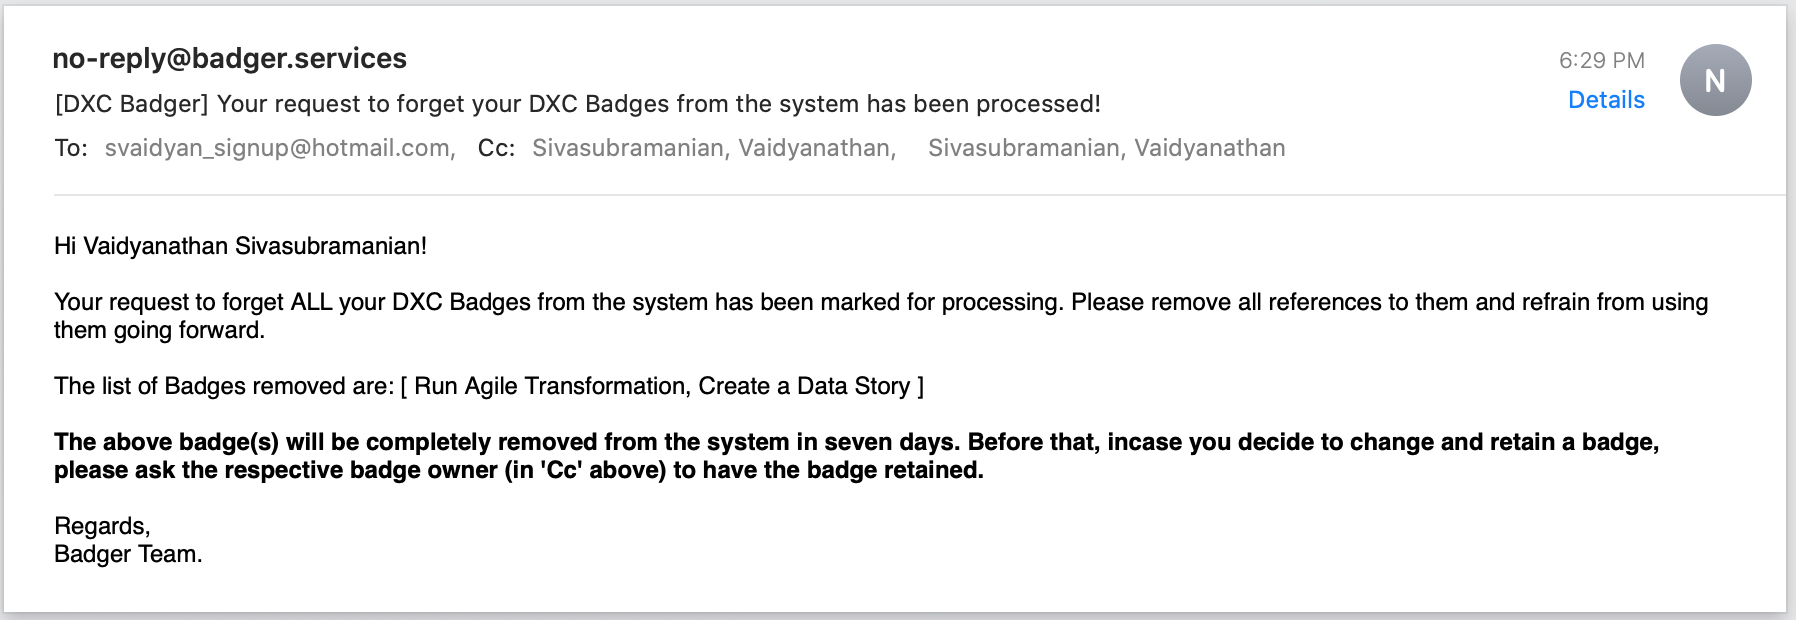 no-reply@badger.services
6:29 PM
N
[DXC Badger] Your request to forget your DXC Badges from the system has been processed!
Details
To: svaidyan_signup@hotmail.com, Cc: Sivasubramanian, Vaidyanathan, Sivasubramanian, Vaidyanathan
Hi Vaidyanathan Sivasubramanian!
Your request to forget ALL your DXC Badges from the system has been marked for processing. Please remove all references to them and refrain from using
them going forward.
The list of Badges removed are: [ Run Agile Transformation, Create a Data Story ]
The above badge(s) will be completely removed from the system in seven days. Before that, incase you decide to change and retain a badge,
please ask the respective badge owner (in 'Cc' above) to have the badge retained.
Regards,
Badger Team.